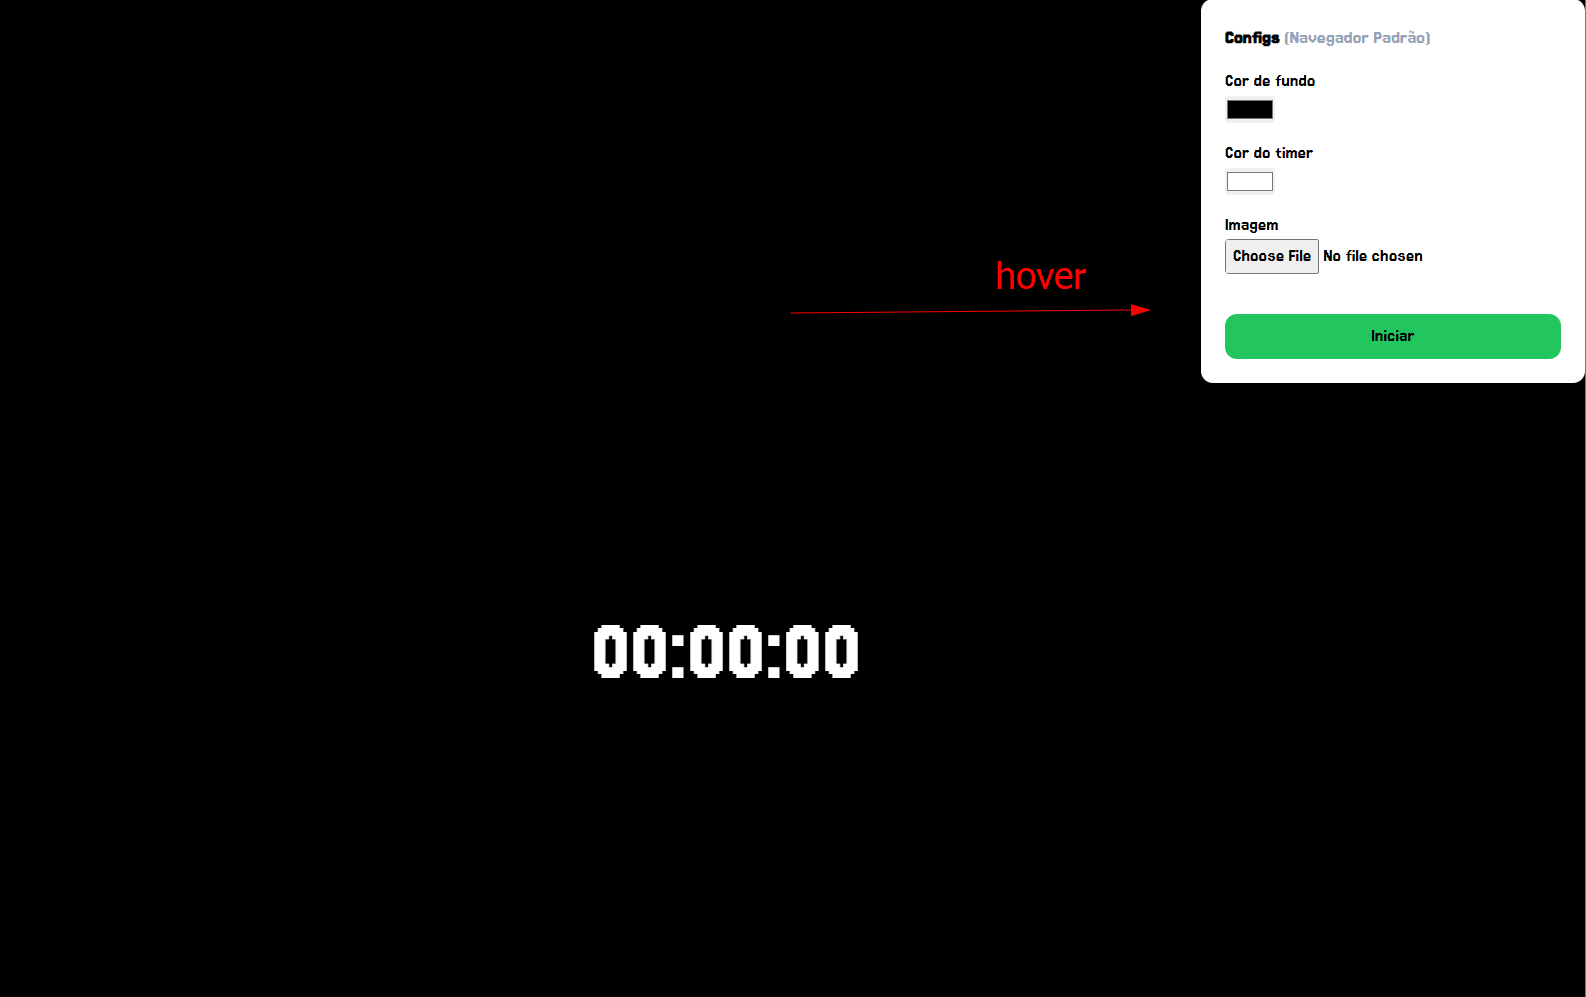 Configs (Navegador Padrão)
Cor de fundo
Cor do timer
Imagem
Choose File No file chosen
hover
Iniciar
00:00:00